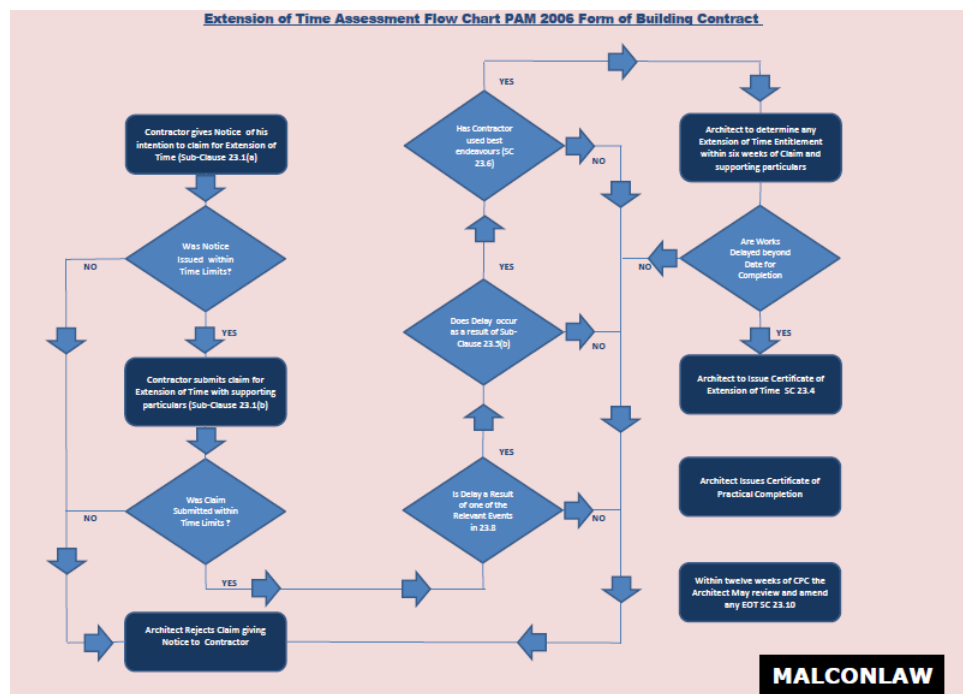 Extension of Time Assessment Flow Chart PAM 2006 Form of Building Contract
Contractor gives Notice of his
intention to claim for Extension of
Time (Sub-Clause 23.1(a)
Was Notice
Issued within
Time Limits?
NO
YES
Contractor submits claim for
Extension of Time with supporting
particulars (Sub-Clause 23.1(b)
Was Claim
Submitted within
Time Limits ?
NO
YES
Architect Rejects Claim giving
Notice to Contractor
YES
Has Contractor
used best
endeavours (SC
23.6)
NO
YES
Does Delay occur
as a result of Sub-
Clause 23.5(b)
NO
YES
Is Delay a Result
of one of the
Relevant Events
in 23.8
NO
Architect to determine any
Extension of Time Entitlement
within six weeks of Claim and
supporting particulars
Are Works
Delayed beyond
Date for
Completion
NO
YES
Architect to Issue Certificate of
Extension of Time SC 23.4
Architect Issues Certificate of
Practical Completion
Within twelve weeks of CPC the
Architect May review and amend
any EOT SC 23.10
MALCONLAW